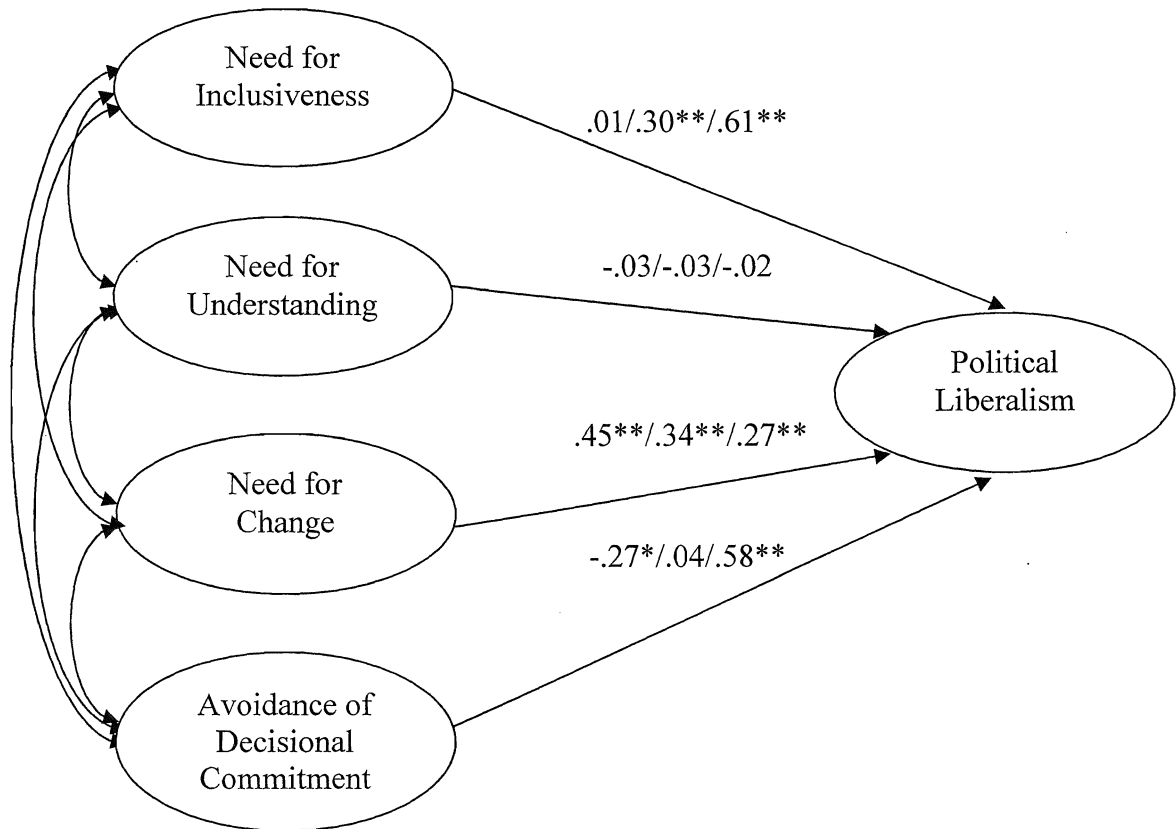 Need for
Inclusiveness
.01/.30**/.61**
Need for
Understanding
-.03/-.03/-.02
Political
Liberalism
Need for
Change
.45**/.34**/.27**
-.27*/.04/.58**
Avoidance of
Decisional
Commitment